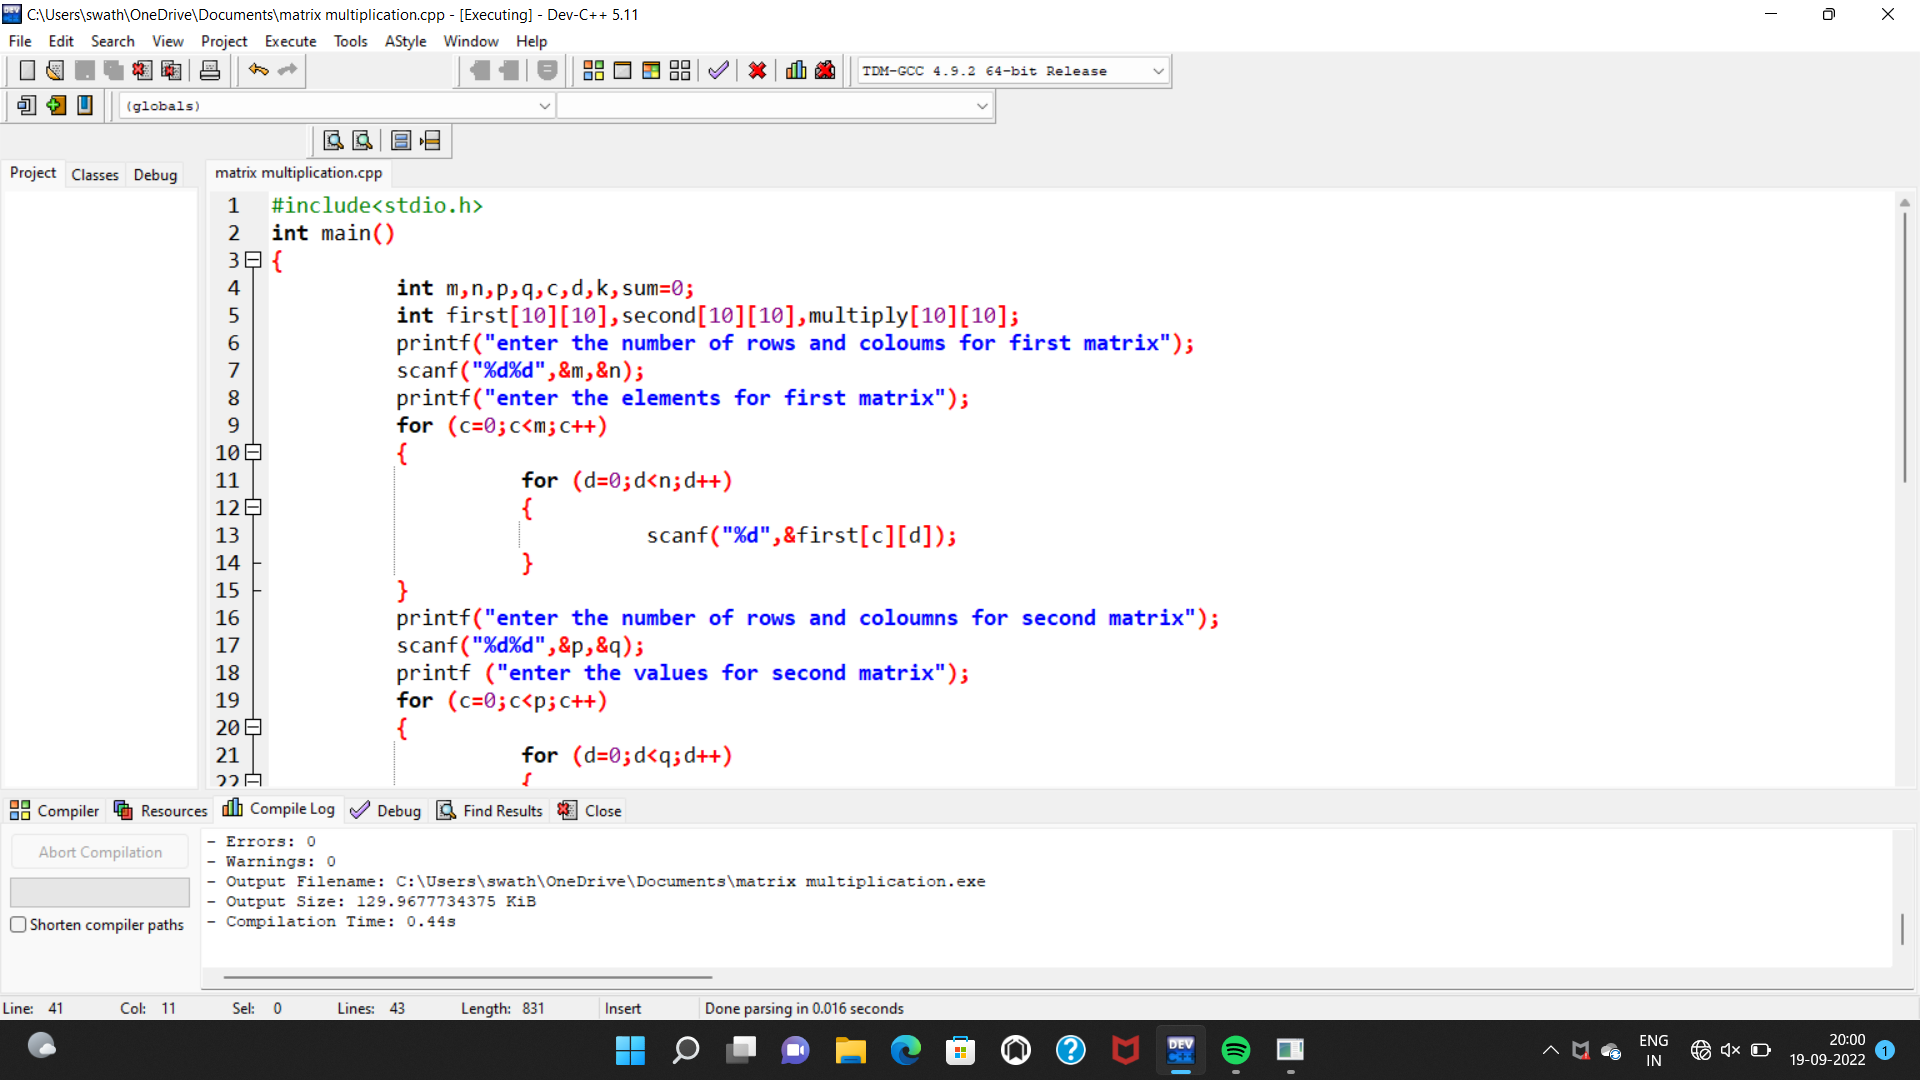 C:\Users\swath\OneDrive\Documents\matrix multiplication.cpp - [Executing] - Dev-C++ 5.11
File Edit Search View Project Execute Tools AStyle Window Help
TDM-GCC 4.9.2 64-bit Release
(globals)
Project Classes Debug
matrix multiplication.cpp
1 #include<stdio.h>
2 int main()
3 {
4 int m,n,p,q,c,d,k,sum=0;
5 int first[10][10],second[10][10],multiply[10][10];
6 printf("enter the number of rows and coloums for first matrix");
7 scanf("%d%d",&m,&n);
8 printf("enter the elements for first matrix");
9 for (c=0;c<m;c++)
10 {
11 for (d=0;d<n;d++)
12 {
13 scanf("%d",&first[c][d]);
14 }
15 }
16 printf("enter the number of rows and coloumns for second matrix");
17 scanf("%d%d",&p,&q);
18 printf ("enter the values for second matrix");
19 for (c=0;c<p;c++)
20 {
21 for (d=0;d<q;d++)
22 {
Compiler Resources Compile Log Debug Find Results Close
Abort Compilation
Shorten compiler paths
- Errors: 0
- Warnings: 0
- Output Filename: C:\Users\swath\OneDrive\Documents\matrix multiplication.exe
- Output Size: 129.9677734375 KiB
- Compilation Time: 0.44s
Line: 41 Col: 11 Sel: 0 Lines: 43 Length: 831 Insert Done parsing in 0.016 seconds
DEV C++
ENG
IN
20:00
19-09-2022
1